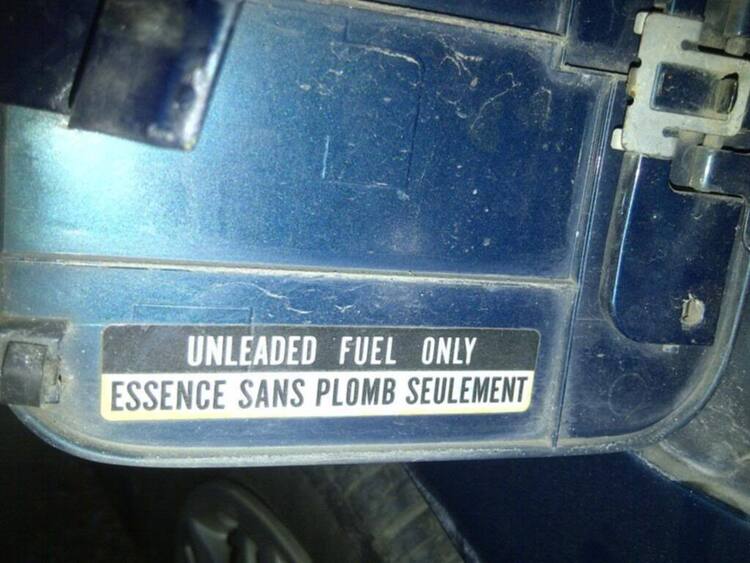 UNLEADED FUEL ONLY
ESSENCE SANS PLOMB SEULEMENT